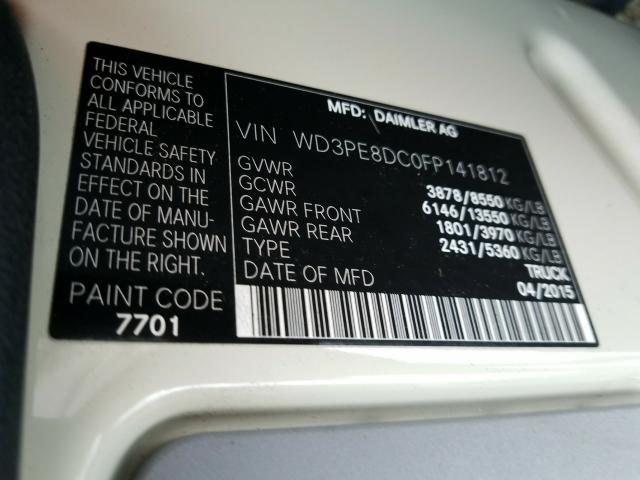 THIS VEHICLE
CONFORMS TO
ALL APPLICABLE
FEDERAL
VEHICLE SAFETY
STANDARDS IN
EFFECT ON THE
DATE OF MANU-
FACTURE SHOWN
ON THE RIGHT.
PAINT CODE
7701
MFD: DAIMLER AG
VIN WD3PE8DC0FP141812
GVWR 3878/8550 KG/LB
GCWR 6146/13550 KG/LB
GAWR FRONT 1801/3970 KG/LB
GAWR REAR 2431/5360 KG/LB
TYPE TRUCK
DATE OF MFD 04/2015